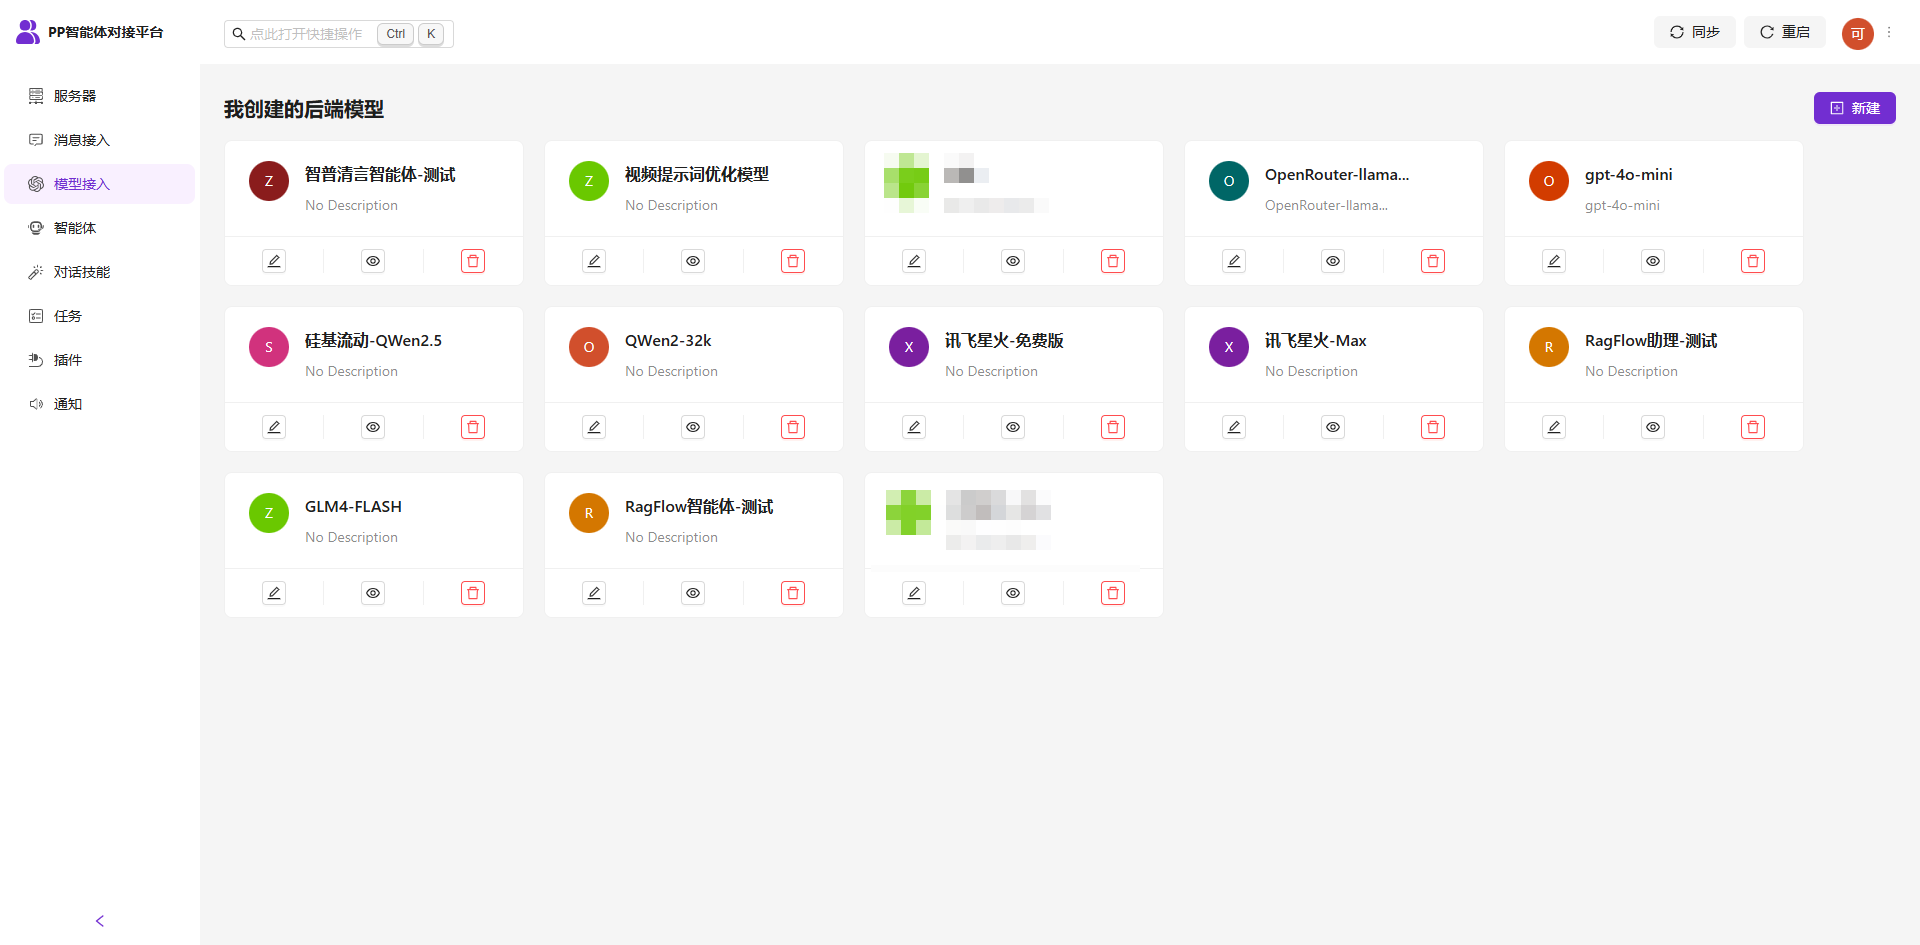 PP智能体对接平台
点此打开快捷操作 Ctrl K
同步
重启
可
服务器
消息接入
模型接入
智能体
对话技能
任务
插件
通知
我创建的后端模型
新建
Z
智普清言智能体-测试
No Description
Z
视频提示词优化模型
No Description
O
OpenRouter-llama...
OpenRouter-llama...
O
gpt-4o-mini
gpt-4o-mini
S
硅基流动-QWen2.5
No Description
O
QWen2-32k
No Description
X
讯飞星火-免费版
No Description
X
讯飞星火-Max
No Description
R
RagFlow助理-测试
No Description
Z
GLM4-FLASH
No Description
R
RagFlow智能体-测试
No Description